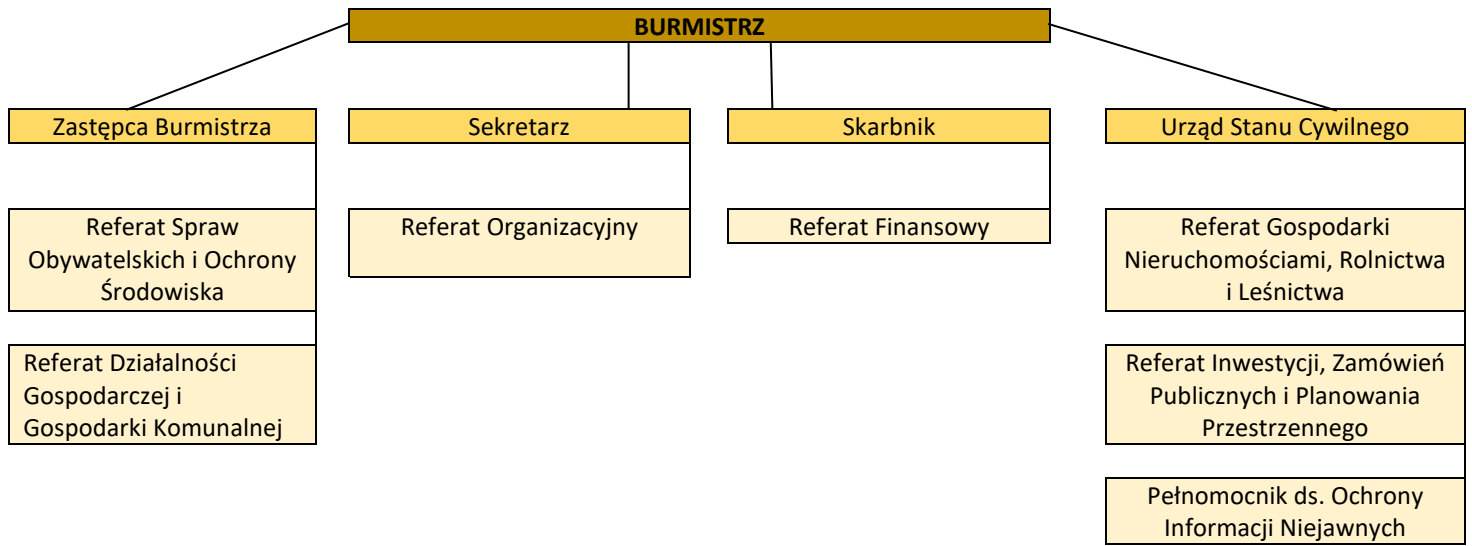 BURMISTRZ
Zastępca Burmistrza
Sekretarz
Skarbnik
Urząd Stanu Cywilnego
Referat Spraw
Obywatelskich i Ochrony
Środowiska
Referat Organizacyjny
Referat Finansowy
Referat Gospodarki
Nieruchomościami, Rolnictwa
i Leśnictwa
Referat Działalności
Gospodarczej i
Gospodarki Komunalnej
Referat Inwestycji, Zamówień
Publicznych i Planowania
Przestrzennego
Pełnomocnik ds. Ochrony
Informacji Niejawnych